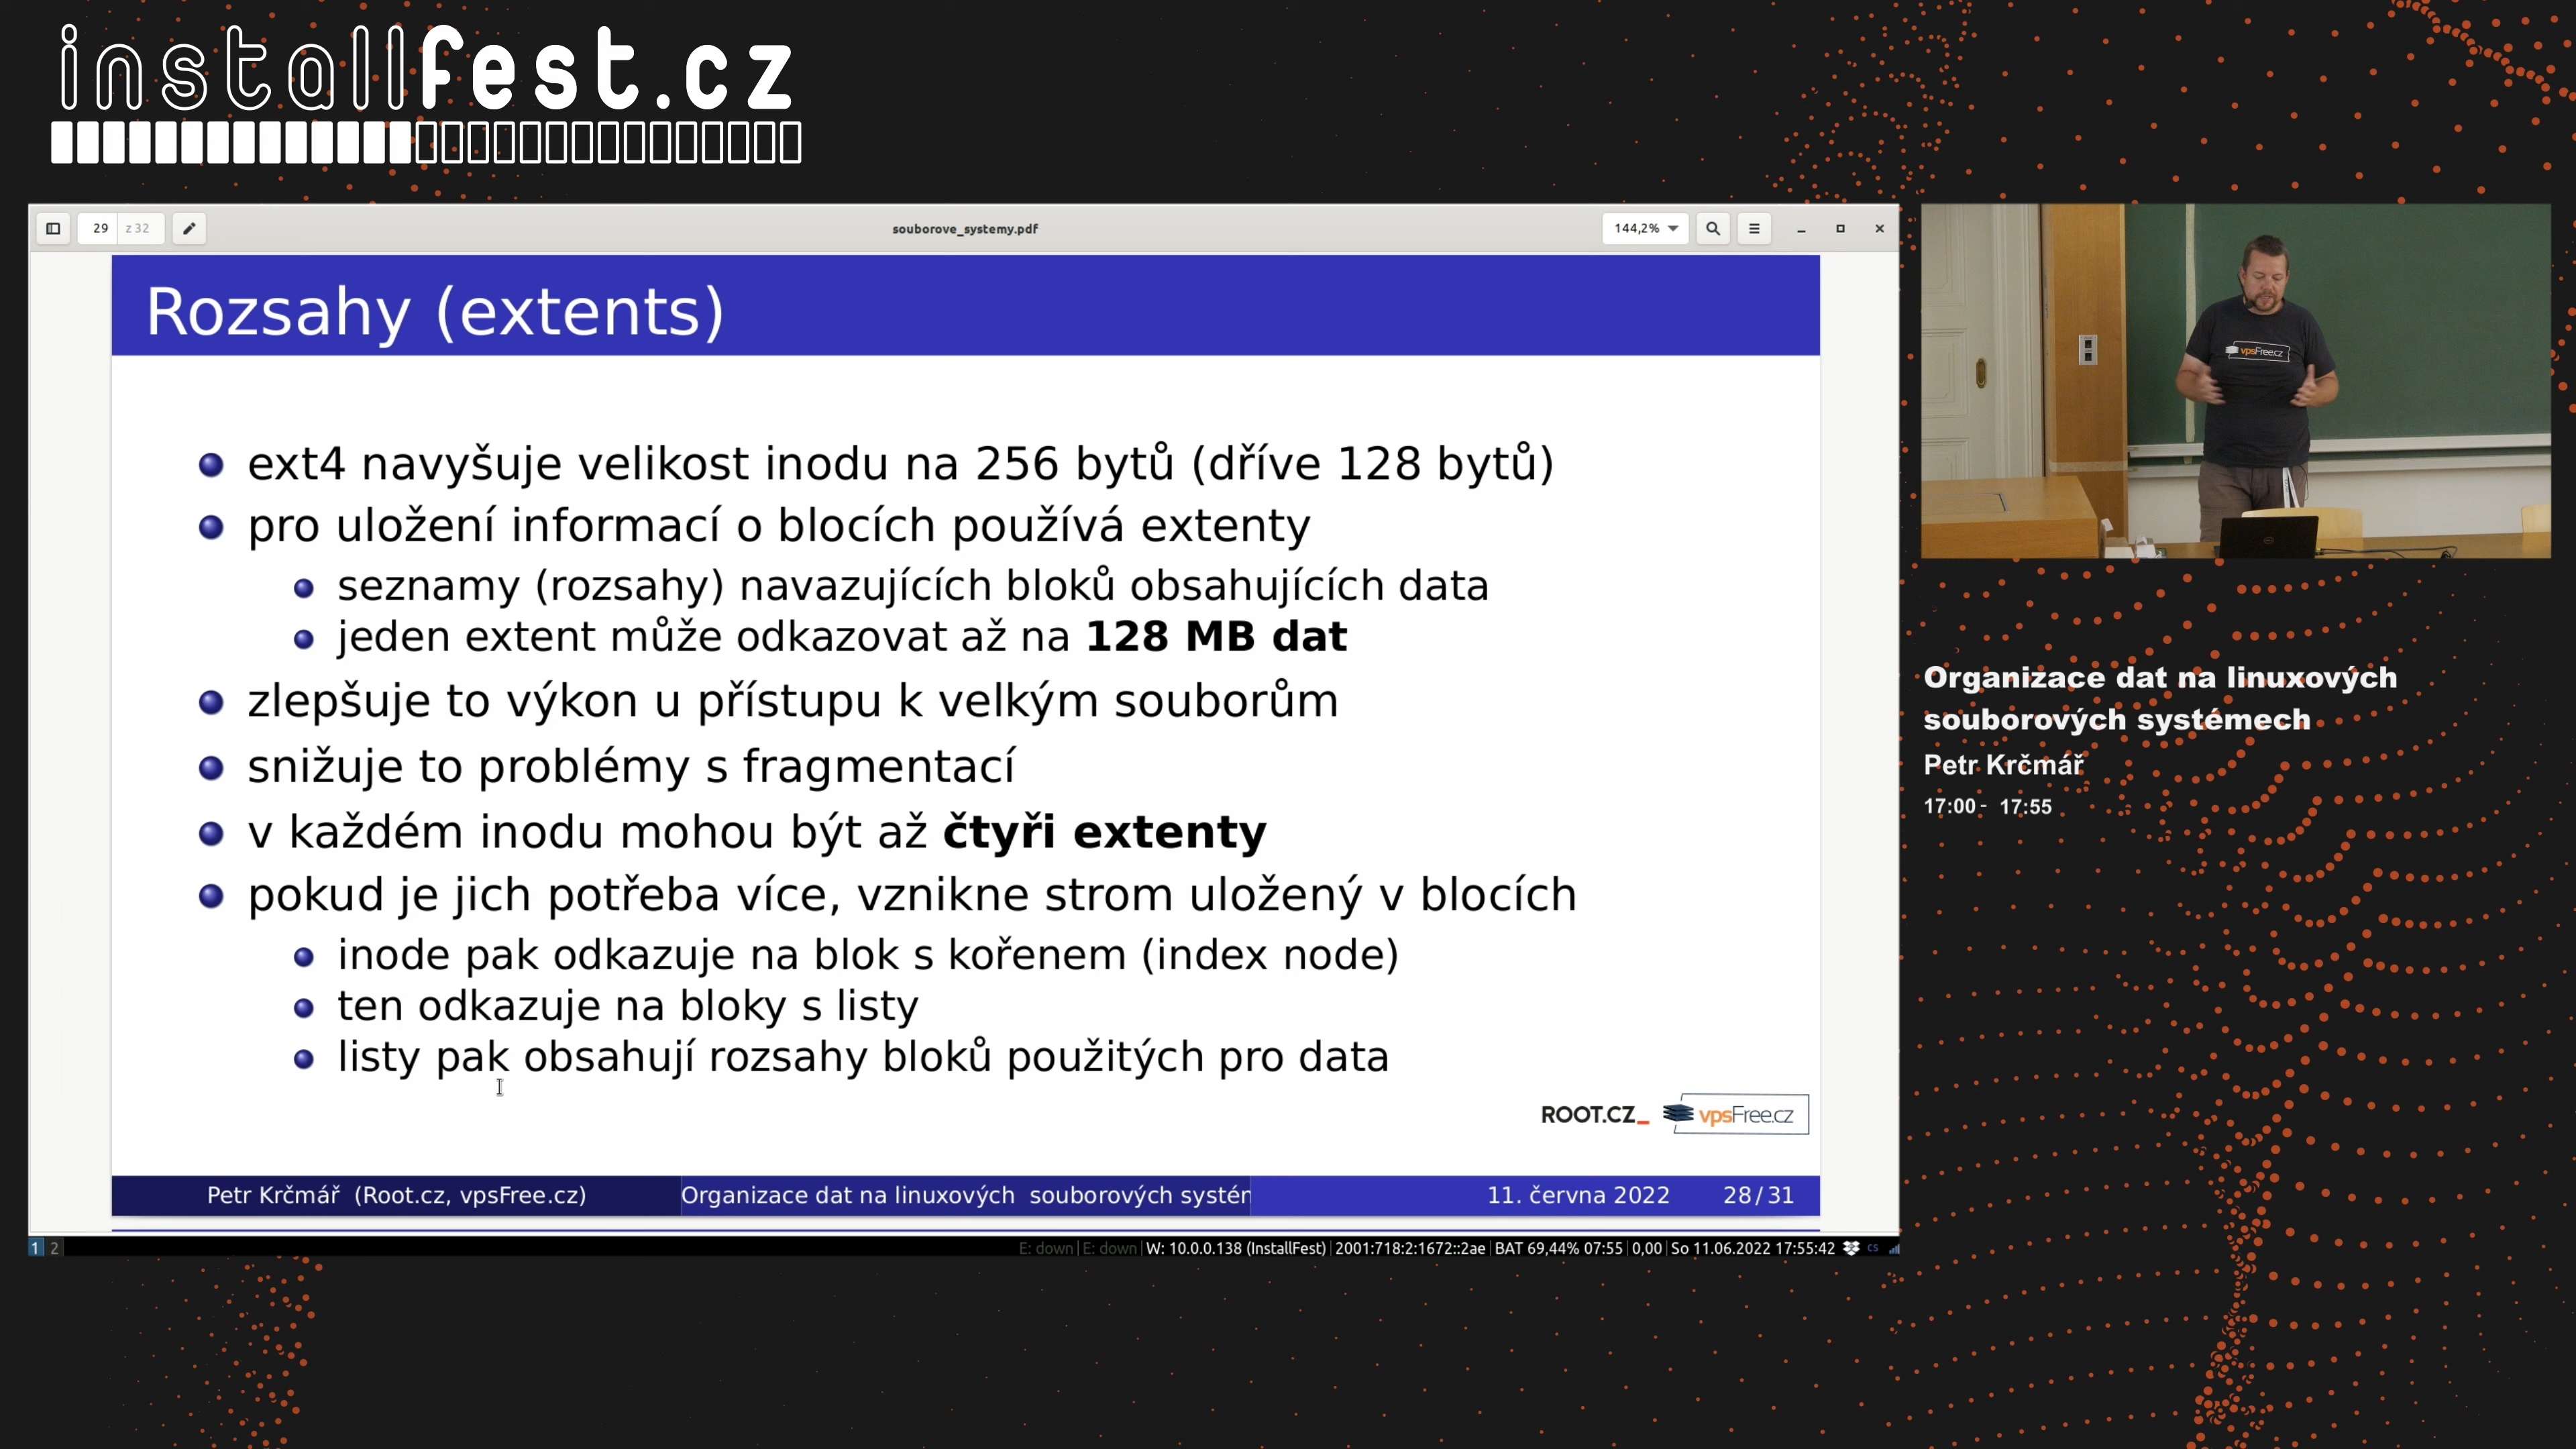 installfest.cz
29 z 32
souborove_systemy.pdf
144,2%
Rozsahy (extents)
ext4 navyšuje velikost inodu na 256 bytů (dříve 128 bytů)
pro uložení informací o blocích používá extenty
seznamy (rozsahy) navazujících bloků obsahujících data
jeden extent může odkazovat až na 128 MB dat
zlepšuje to výkon u přístupu k velkým souborům
snižuje to problémy s fragmentací
v každém inodu mohou být až čtyři extenty
pokud je jich potřeba více, vznikne strom uložený v blocích
inode pak odkazuje na blok s kořenem (index node)
ten odkazuje na bloky s listy
listy pak obsahují rozsahy bloků použitých pro data
ROOT.CZ_ vpsFree.cz
Petr Krčmář (Root.cz, vpsFree.cz) Organizace dat na linuxových souborových systém 11. června 2022 28/31
1 2 E: down | E: down | W: 10.0.0.138 (InstallFest) | 2001:718:2:1672::2ae | BAT 69,44% 07:55 | 0,00 | So 11.06.2022 17:55:42 cs
vpsFree.cz
Organizace dat na linuxových
souborových systémech
Petr Krčmář
17:00 - 17:55